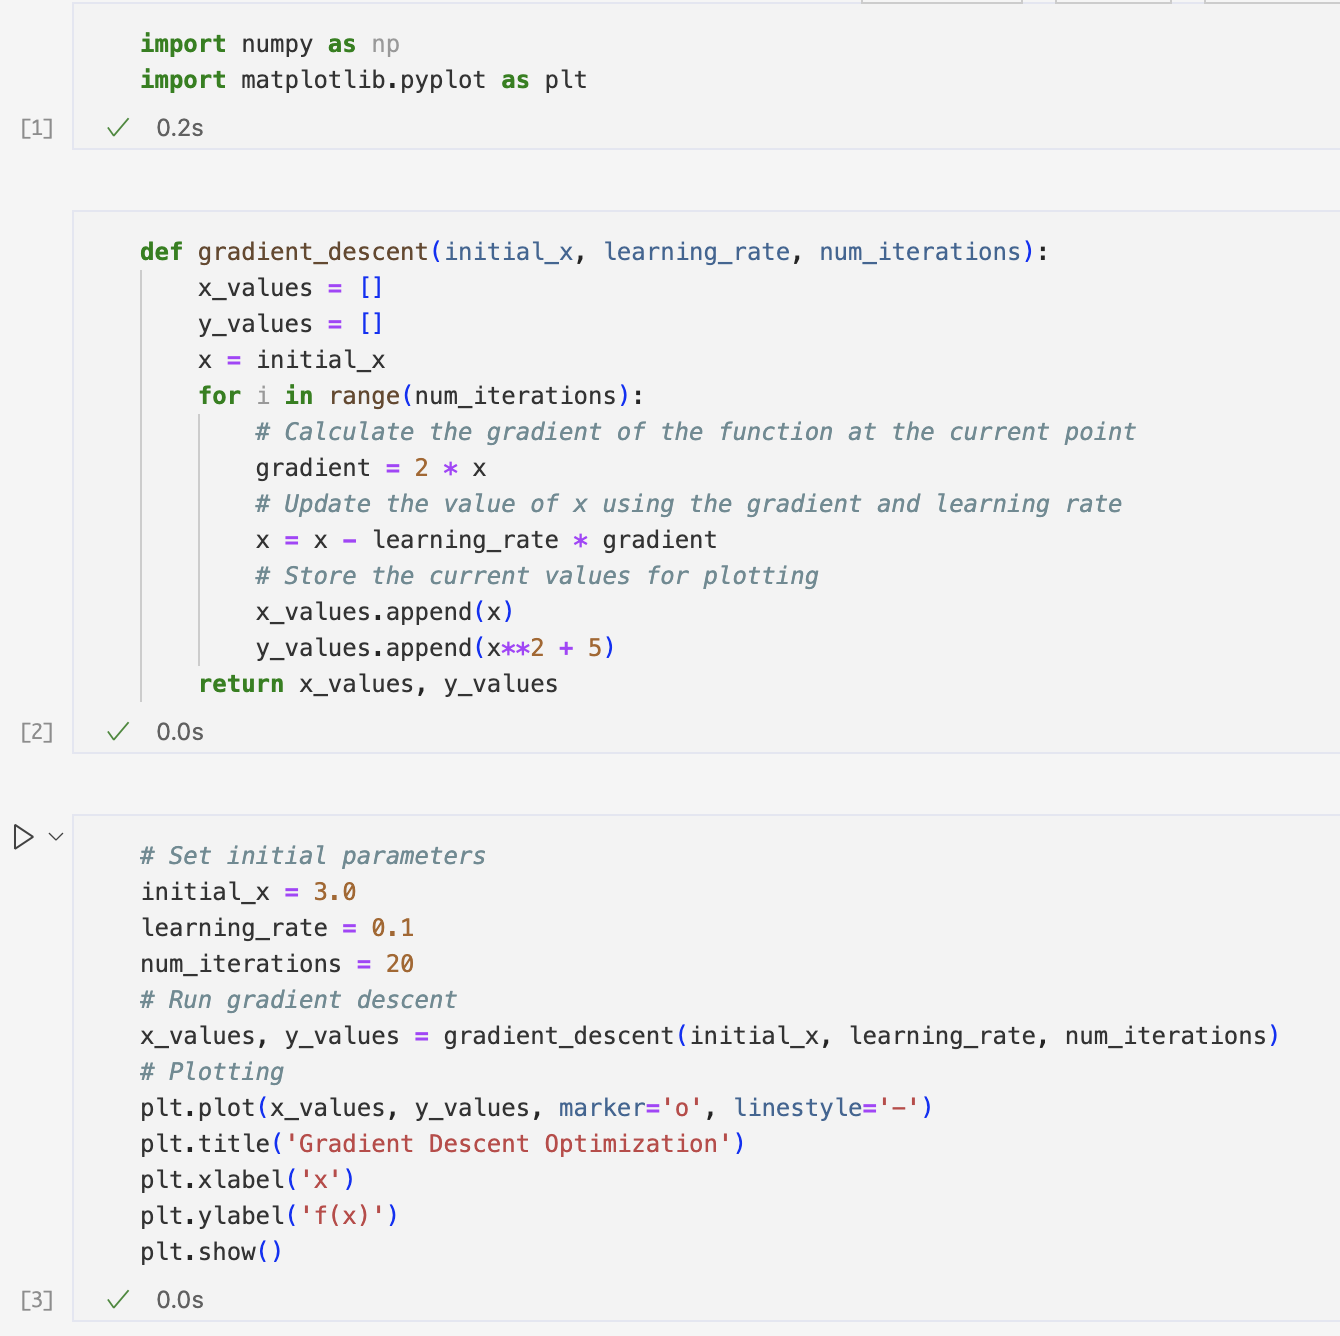 import numpy as np
import matplotlib.pyplot as plt
[1] 0.2s
def gradient_descent(initial_x, learning_rate, num_iterations):
    x_values = []
    y_values = []
    x = initial_x
    for i in range(num_iterations):
        # Calculate the gradient of the function at the current point
        gradient = 2 * x
        # Update the value of x using the gradient and learning rate
        x = x - learning_rate * gradient
        # Store the current values for plotting
        x_values.append(x)
        y_values.append(x**2 + 5)
    return x_values, y_values
[2] 0.0s
# Set initial parameters
initial_x = 3.0
learning_rate = 0.1
num_iterations = 20
# Run gradient descent
x_values, y_values = gradient_descent(initial_x, learning_rate, num_iterations)
# Plotting
plt.plot(x_values, y_values, marker='o', linestyle='-')
plt.title('Gradient Descent Optimization')
plt.xlabel('x')
plt.ylabel('f(x)')
plt.show()
[3] 0.0s